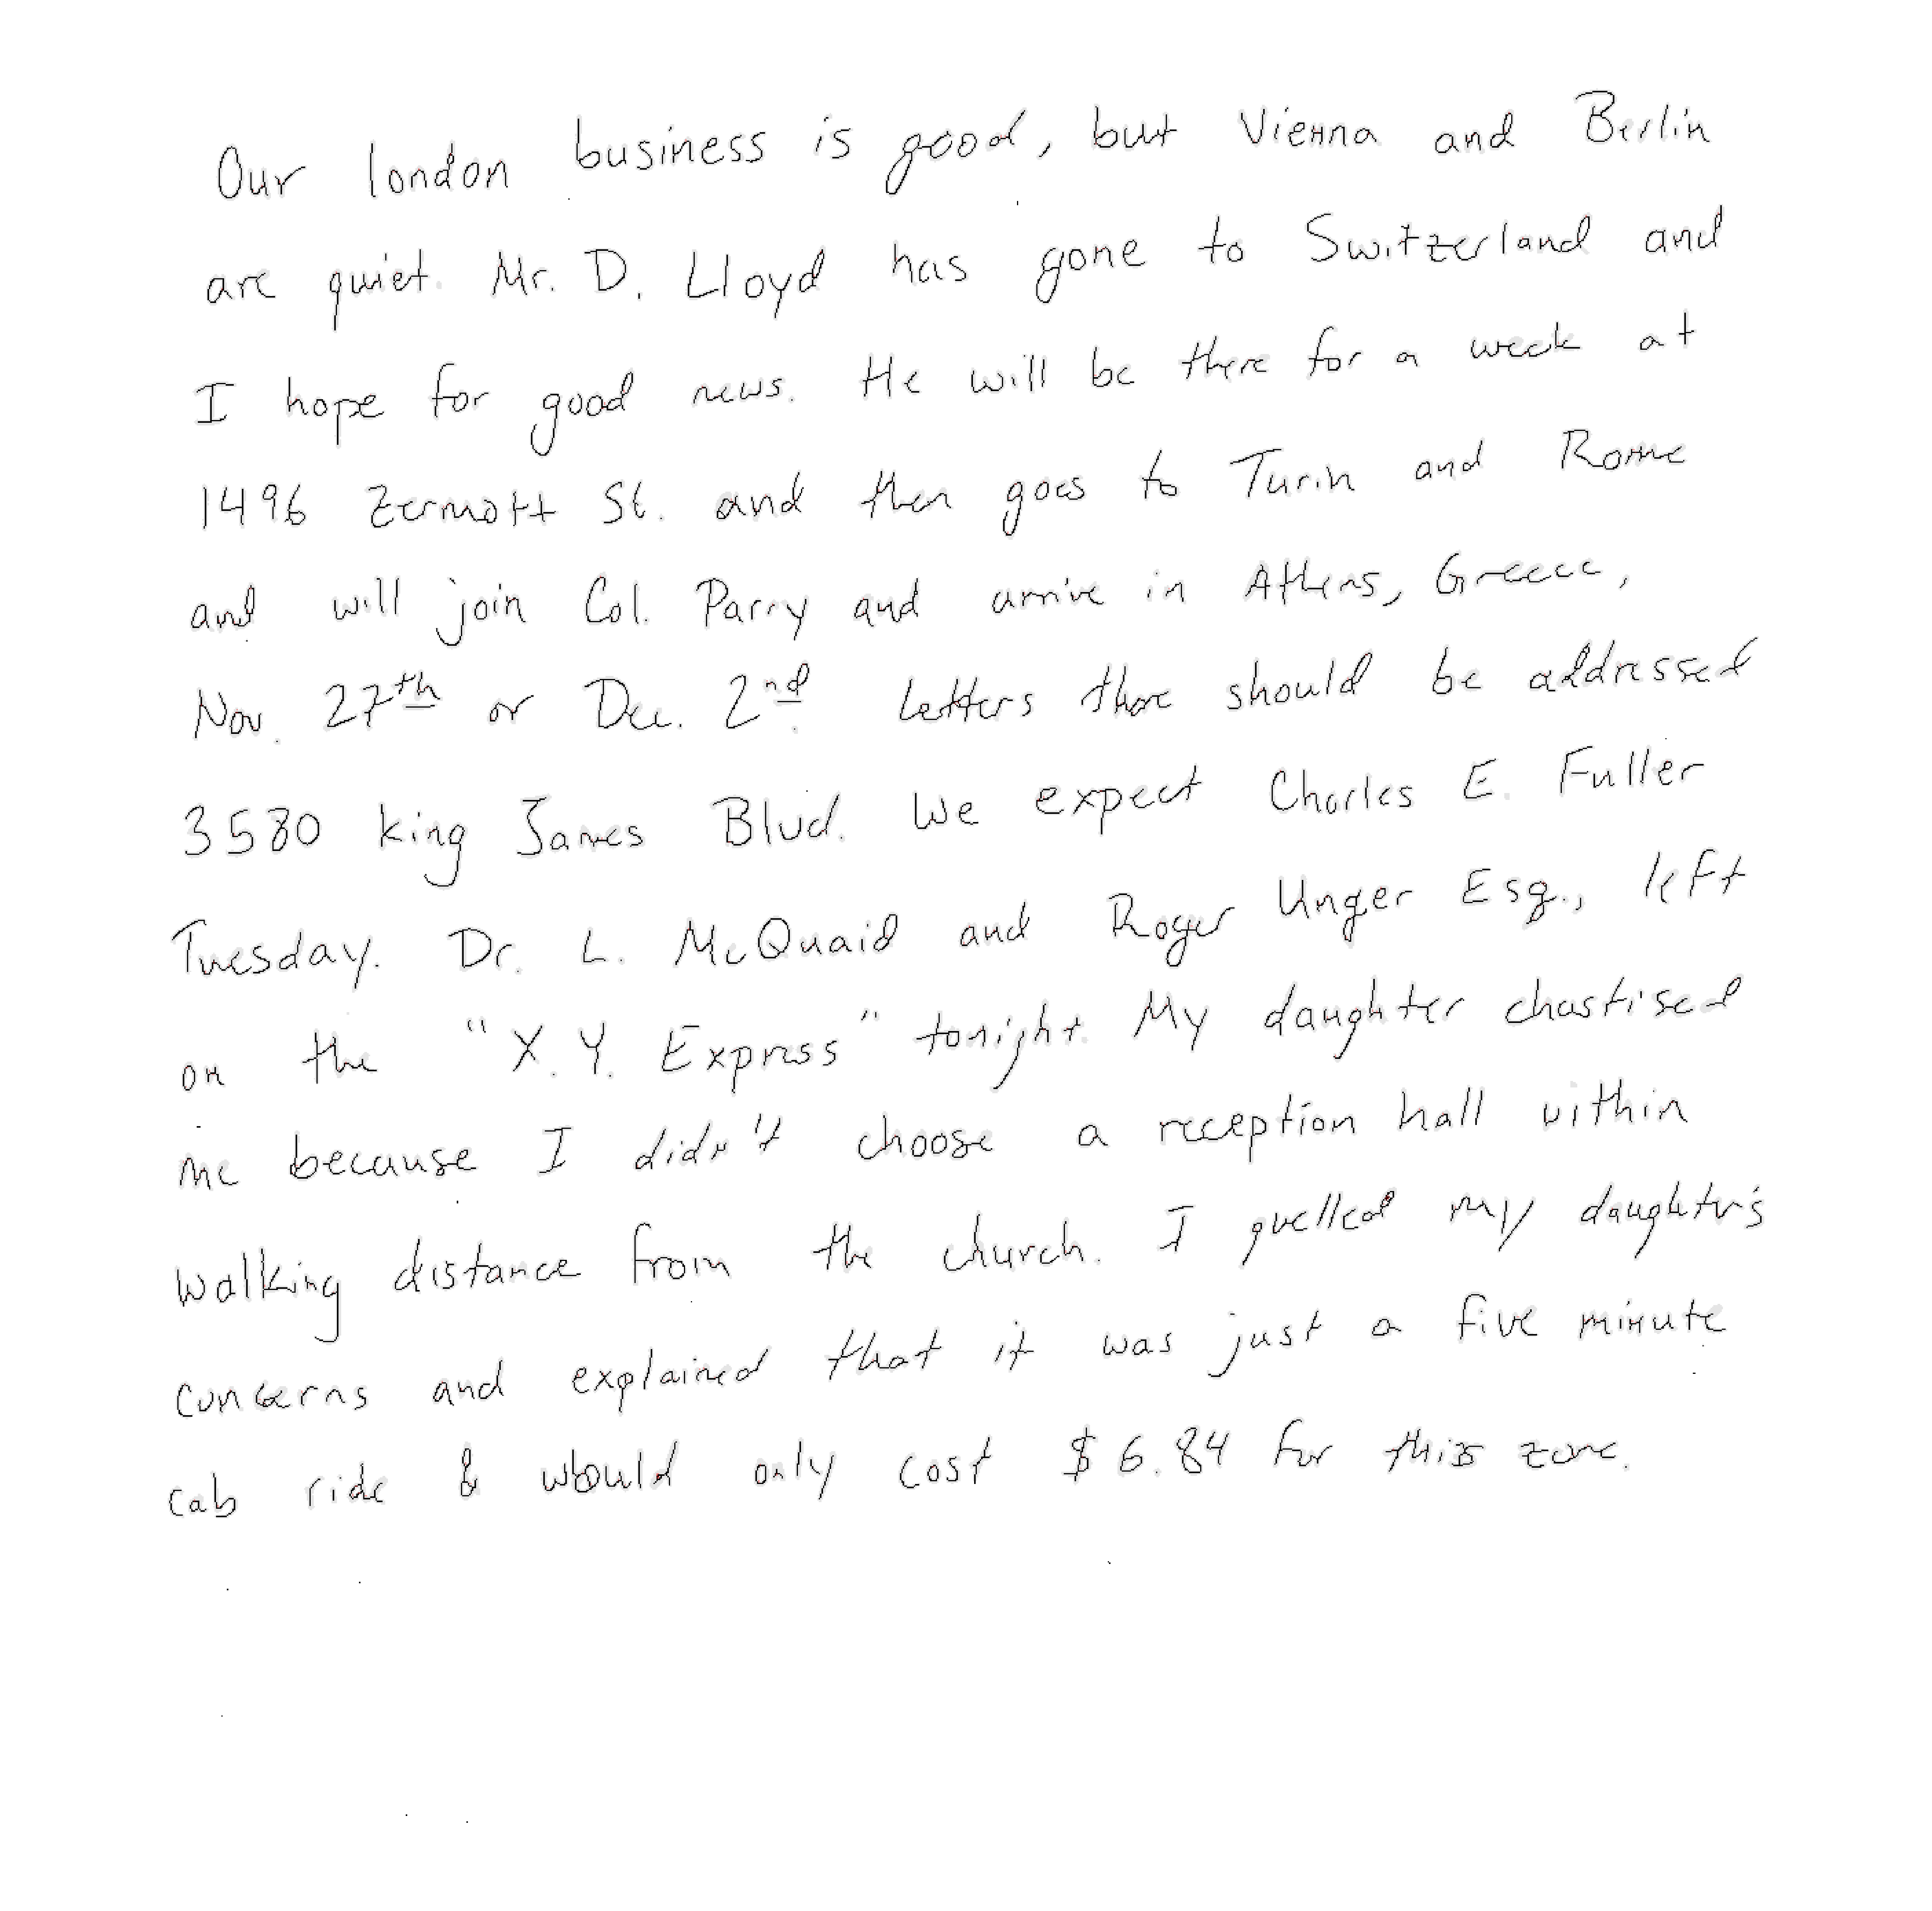 Our london business is good, but Vienna and Berlin
are quiet. Mr. D. Lloyd has gone to Switzerland and
I hope for good news. He will be there for a week at
1496 Zermott St. and then goes to Turin and Rome
and will join Col. Parry and arrive in Athens, Greece,
Nov. 27th or Dec. 2nd. Letters there should be addressed
3580 King James Blvd. We expect Charles E. Fuller
Tuesday. Dr. L. McQuaid and Roger Unger Esq., left
on the "X.Y. Express" tonight. My daughter chastised
me because I didn't choose a reception hall within
walking distance from the church. I quelled my daughter's
concerns and explained that it was just a five minute
cab ride & would only cost $6.84 for this zone.